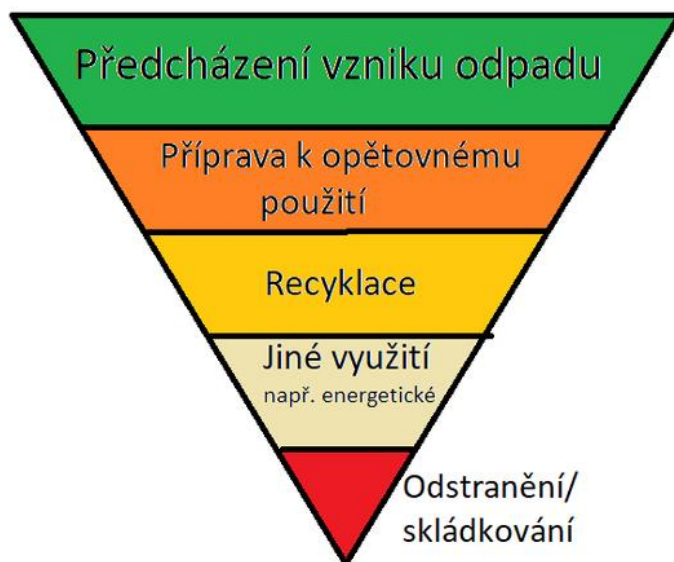 Předcházení vzniku odpadu
Příprava k opětovnému
použití
Recyklace
Jiné využití
např. energetické
Odstranění/
skládkování